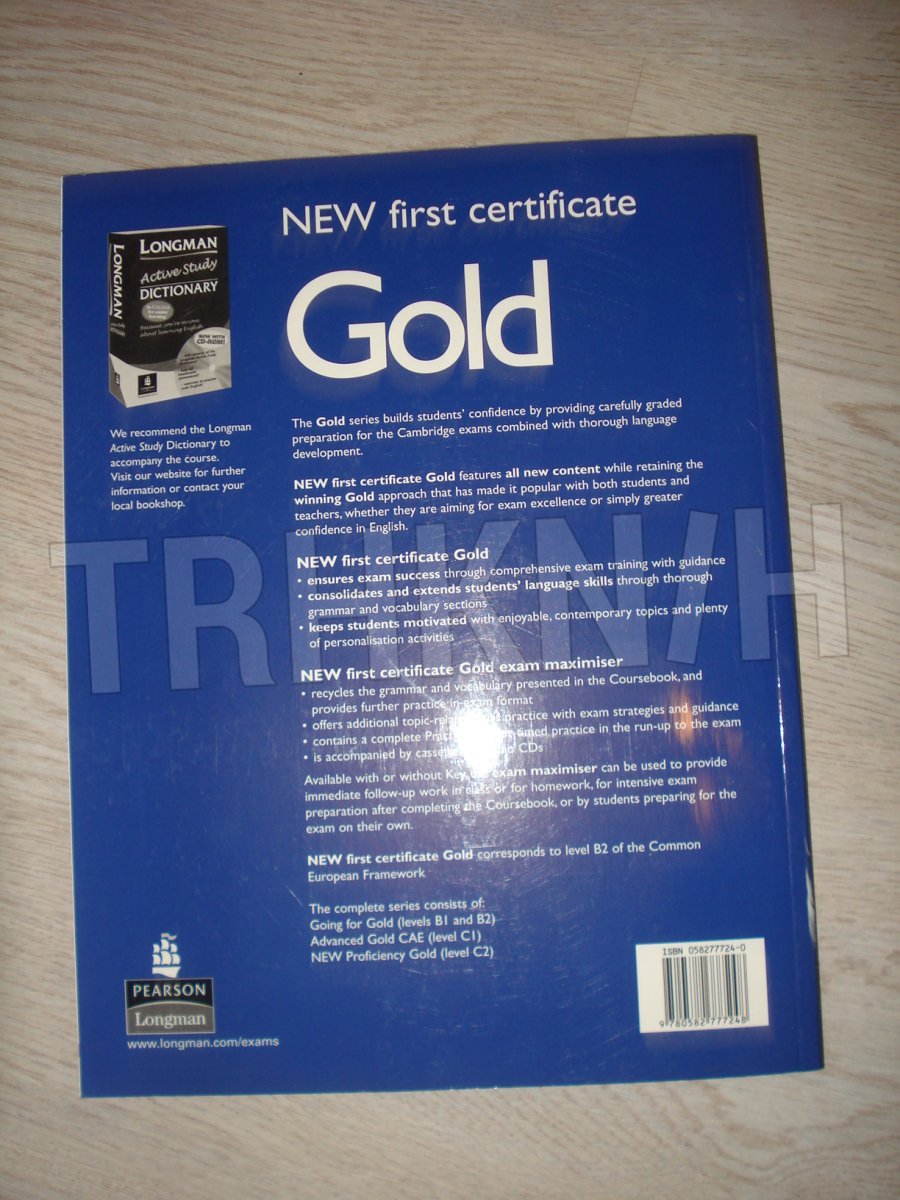 NEW first certificate
Gold
LONGMAN
LONGMAN
Active Study
DICTIONARY
Because you're serious
about learning English
NOW WITH
CD-ROM!
Longman
We recommend the Longman
Active Study Dictionary to
accompany the course.
Visit our website for further
information or contact your
local bookshop.
The Gold series builds students' confidence by providing carefully graded
preparation for the Cambridge exams combined with thorough language
development.
NEW first certificate Gold features all new content while retaining the
winning Gold approach that has made it popular with both students and
teachers, whether they are aiming for exam excellence or simply greater
confidence in English.
NEW first certificate Gold
• ensures exam success through comprehensive exam training with guidance
• consolidates and extends students' language skills through thorough
grammar and vocabulary sections
• keeps students motivated with enjoyable, contemporary topics and plenty
of personalisation activities
NEW first certificate Gold exam maximiser
• recycles the grammar and vocabulary presented in the Coursebook, and
provides further practice in exam format
• offers additional practice with exam strategies and guidance
• contains a complete timed practice in the run-up to the exam
• is accompanied by CDs
Available with or without Key exam maximiser can be used to provide
immediate follow-up work in class or for homework, for intensive exam
preparation after completing the Coursebook, or by students preparing for the
exam on their own.
NEW first certificate Gold corresponds to level B2 of the Common
European Framework
The complete series consists of:
Going for Gold (levels B1 and B2)
Advanced Gold CAE (level C1)
NEW Proficiency Gold (level C2)
PEARSON
Longman
www.longman.com/exams
ISBN 058277724-0
9 780582 777248